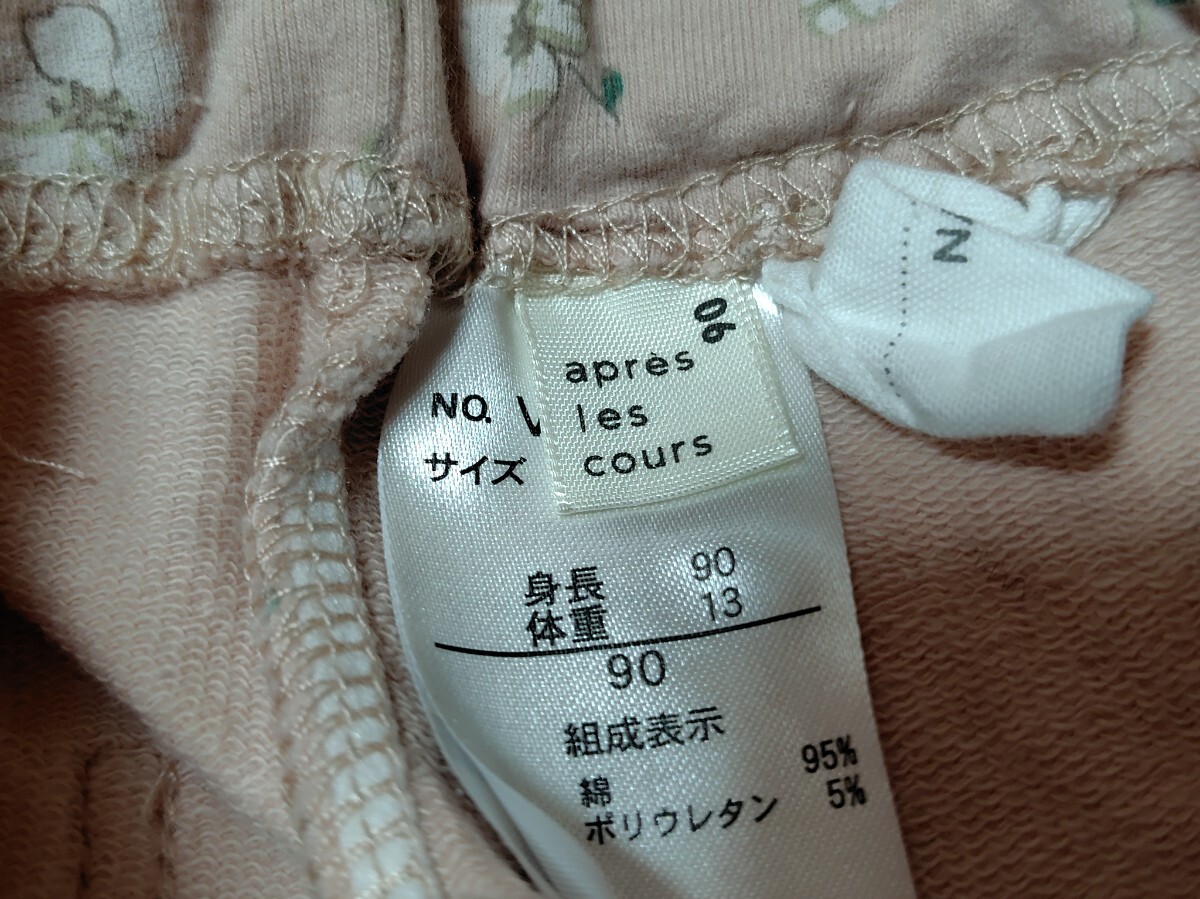 90
après
les
cours
NO.
サイズ
身長 90
体重 13
90
組成表示
綿 95%
ポリウレタン 5%